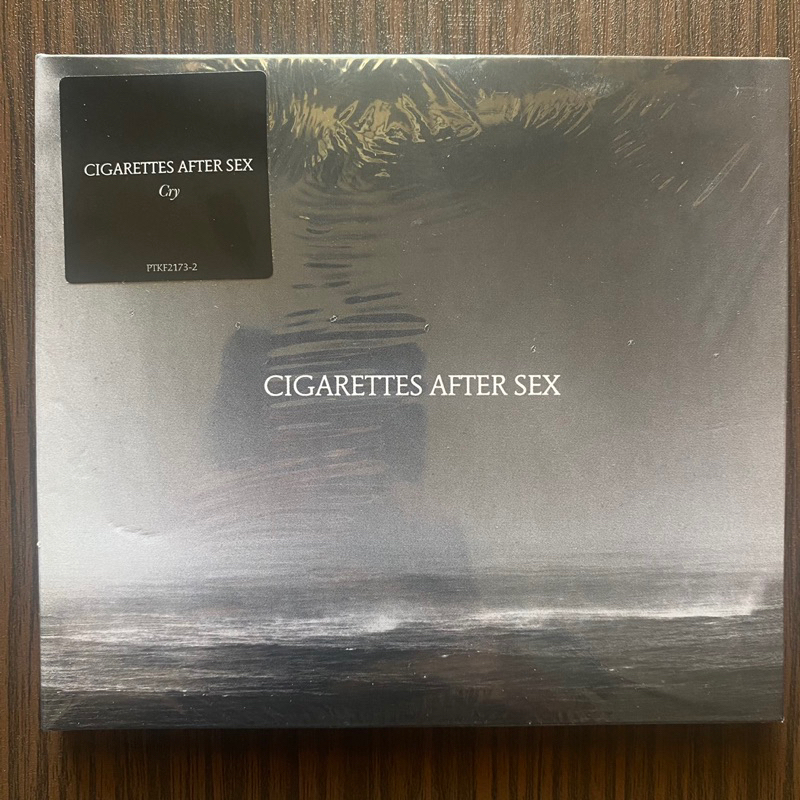 CIGARETTES AFTER SEX
Cry
PTKF2173-2
CIGARETTES AFTER SEX